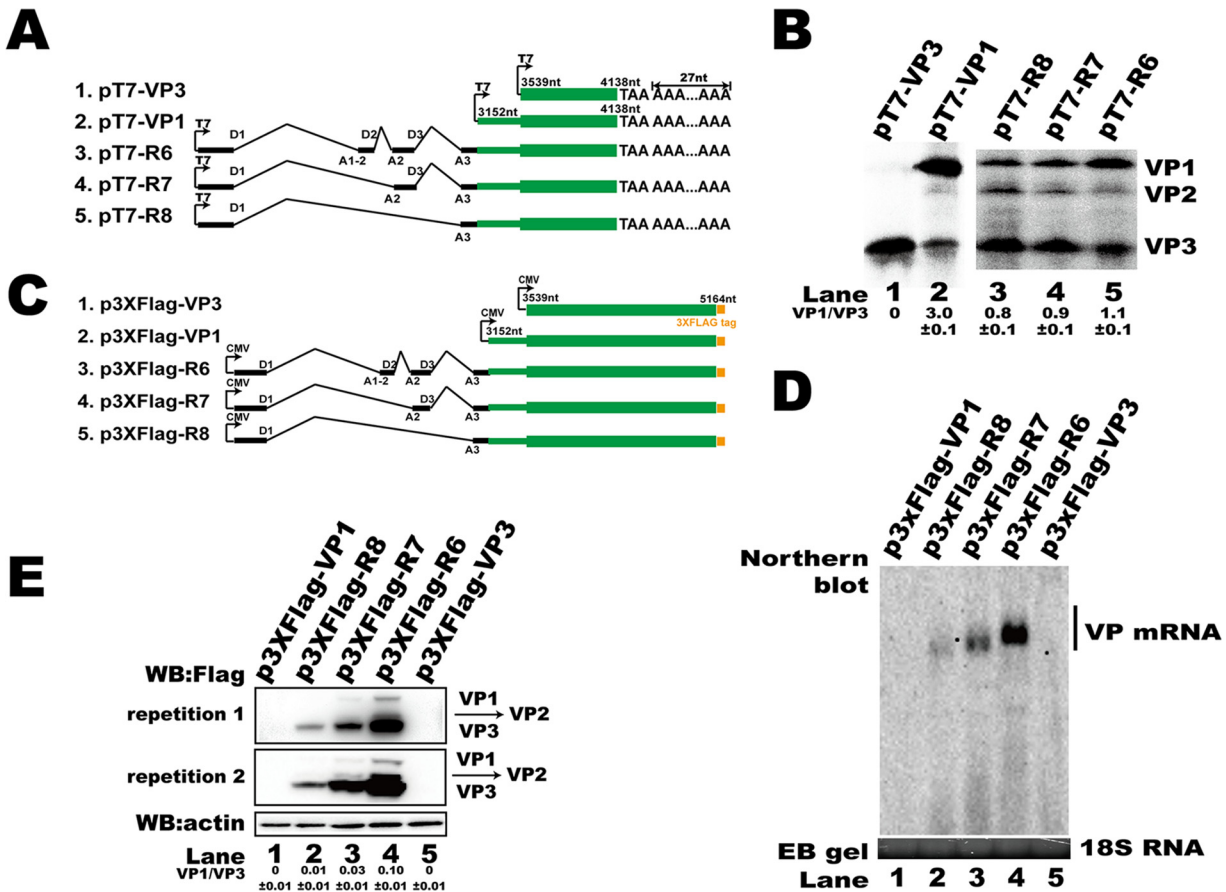 A
T7
3539nt 4138nt 27nt
1. pT7-VP3
TAA AAA...AAA
T7
3152nt 4138nt
2. pT7-VP1
TAA AAA...AAA
T7 D1 D2 D3
3. pT7-R6
A1-2 A2 A3
TAA AAA...AAA
T7 D1 D3
4. pT7-R7
A2 A3
TAA AAA...AAA
T7 D1
5. pT7-R8
A3
TAA AAA...AAA
B
pT7-VP3
pT7-VP1
pT7-R8
pT7-R7
pT7-R6
VP1
VP2
VP3
Lane 1 2 3 4 5
VP1/VP3 0 3.0 0.8 0.9 1.1
±0.1 ±0.1 ±0.1 ±0.1
C
CMV
3539nt 5164nt
1. p3XFlag-VP3
3XFLAG tag
CMV
3152nt
2. p3XFlag-VP1
CMV D1 D2 D3
3. p3XFlag-R6
A1-2 A2 A3
CMV D1 D3
4. p3XFlag-R7
A2 A3
CMV D1
5. p3XFlag-R8
A3
D
p3xFlag-VP1
p3xFlag-R8
p3xFlag-R7
p3xFlag-R6
p3xFlag-VP3
Northern
blot
VP mRNA
EB gel
18S RNA
Lane 1 2 3 4 5
E
p3XFlag-VP1
p3XFlag-R8
p3XFlag-R7
p3XFlag-R6
p3XFlag-VP3
WB:Flag
repetition 1
VP1
VP2
VP3
repetition 2
VP1
VP2
VP3
WB:actin
Lane 1 2 3 4 5
VP1/VP3 0 0.01 0.03 0.10 0
±0.01 ±0.01 ±0.01 ±0.01 ±0.01